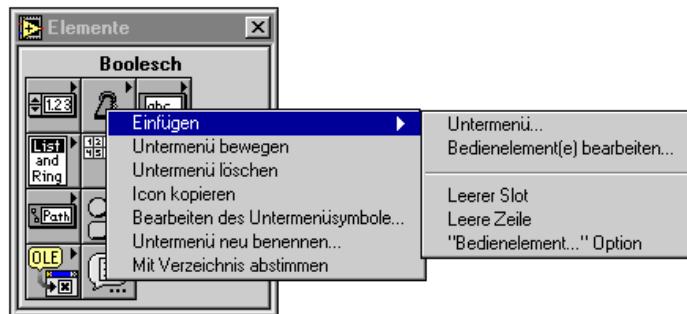 Elemente
Boolesch
1.23
abc
List
and
Ring
Path
OLE
Einfügen
Untermenü bewegen
Untermenü löschen
Icon kopieren
Bearbeiten des Untermenüsymbole...
Untermenü neu benennen...
Mit Verzeichnis abstimmen
Untermenü...
Bedienelement(e) bearbeiten...
Leerer Slot
Leere Zeile
"Bedienelement..." Option